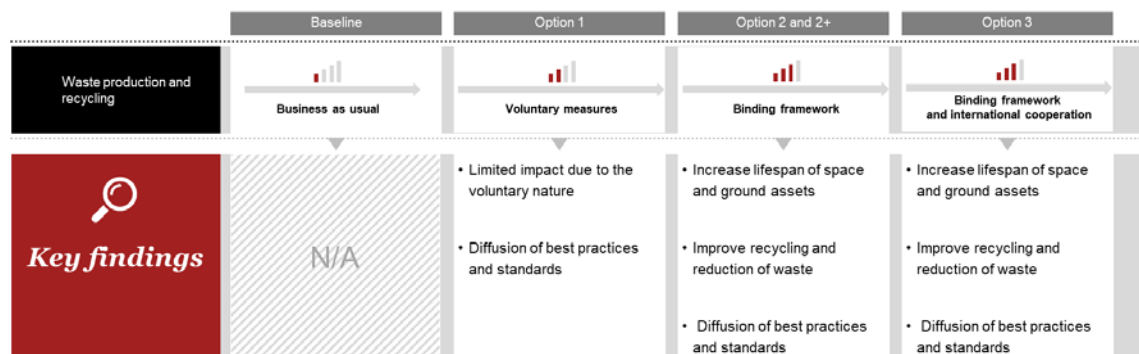 Baseline
Option 1
Option 2 and 2+
Option 3
Waste production and
recycling
Business as usual
Voluntary measures
Binding framework
Binding framework
and international cooperation
Key findings
N/A
• Limited impact due to the
voluntary nature
• Diffusion of best practices
and standards
• Increase lifespan of space
and ground assets
• Improve recycling and
reduction of waste
• Diffusion of best practices
and standards
• Increase lifespan of space
and ground assets
• Improve recycling and
reduction of waste
• Diffusion of best practices
and standards